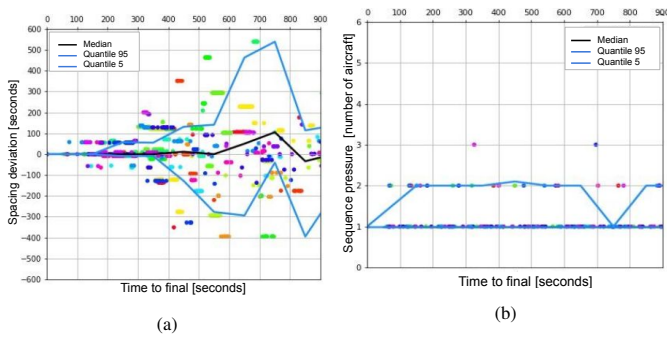 0 100 200 300 400 500 600 700 800 900
600
500
400
300
200
100
0
−100
−200
−300
−400
−500
−600
Spacing deviation [seconds]
Median
Quantile 95
Quantile 5
Time to final [seconds]
(a)
0 100 200 300 400 500 600 700 800 900
6
5
4
3
2
1
0
Sequence pressure [number of aircraft]
Median
Quantile 95
Quantile 5
Time to final [seconds]
(b)